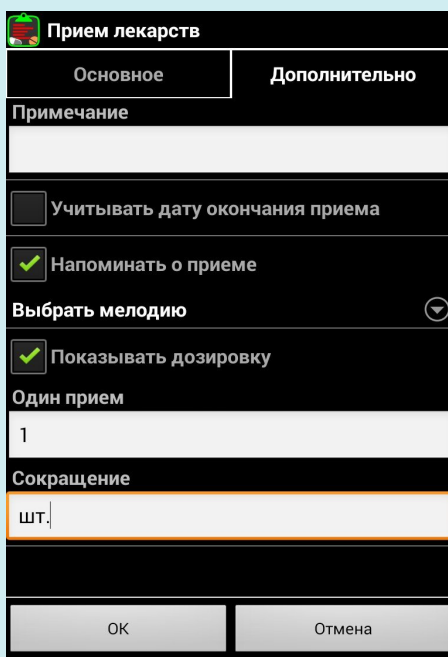 Прием лекарств
Основное Дополнительно
Примечание
Учитывать дату окончания приема
Напоминать о приеме
Выбрать мелодию
Показывать дозировку
Один прием
1
Сокращение
шт.
ОК Отмена